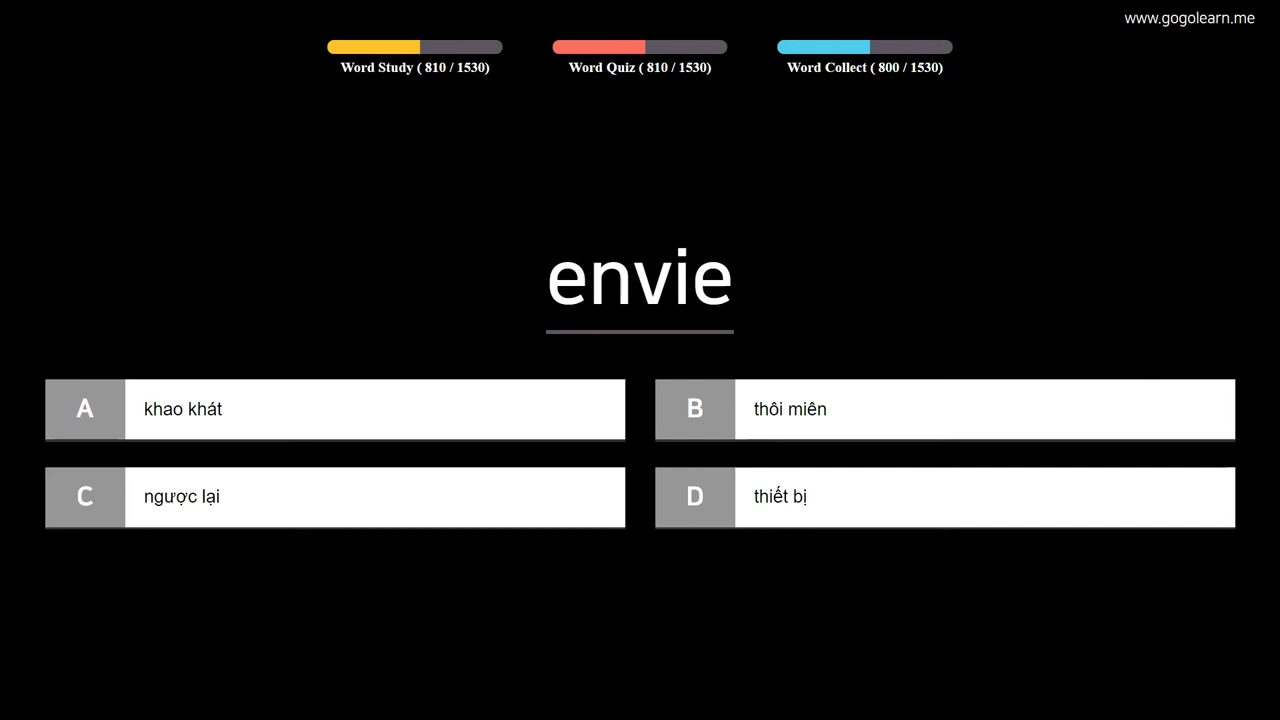 www.gogolearn.me
Word Study ( 810 / 1530)
Word Quiz ( 810 / 1530)
Word Collect ( 800 / 1530)
envie
A khao khát
B thôi miên
C ngược lại
D thiết bị